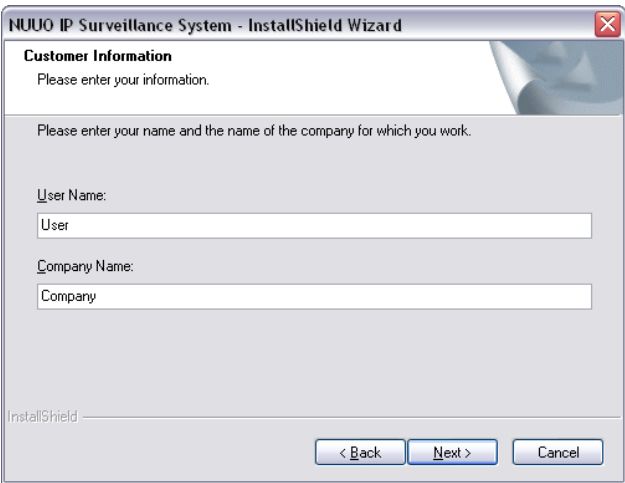 NUUO IP Surveillance System - InstallShield Wizard
Customer Information
Please enter your information.
Please enter your name and the name of the company for which you work.
User Name:
User
Company Name:
Company
InstallShield
< Back Next > Cancel